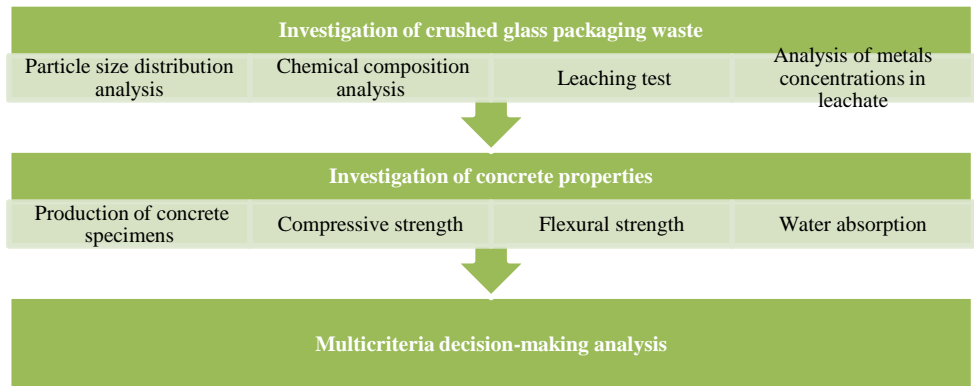 Investigation of crushed glass packaging waste
Particle size distribution
analysis
Chemical composition
analysis
Leaching test
Analysis of metals
concentrations in
leachate
Investigation of concrete properties
Production of concrete
specimens
Compressive strength
Flexural strength
Water absorption
Multicriteria decision-making analysis